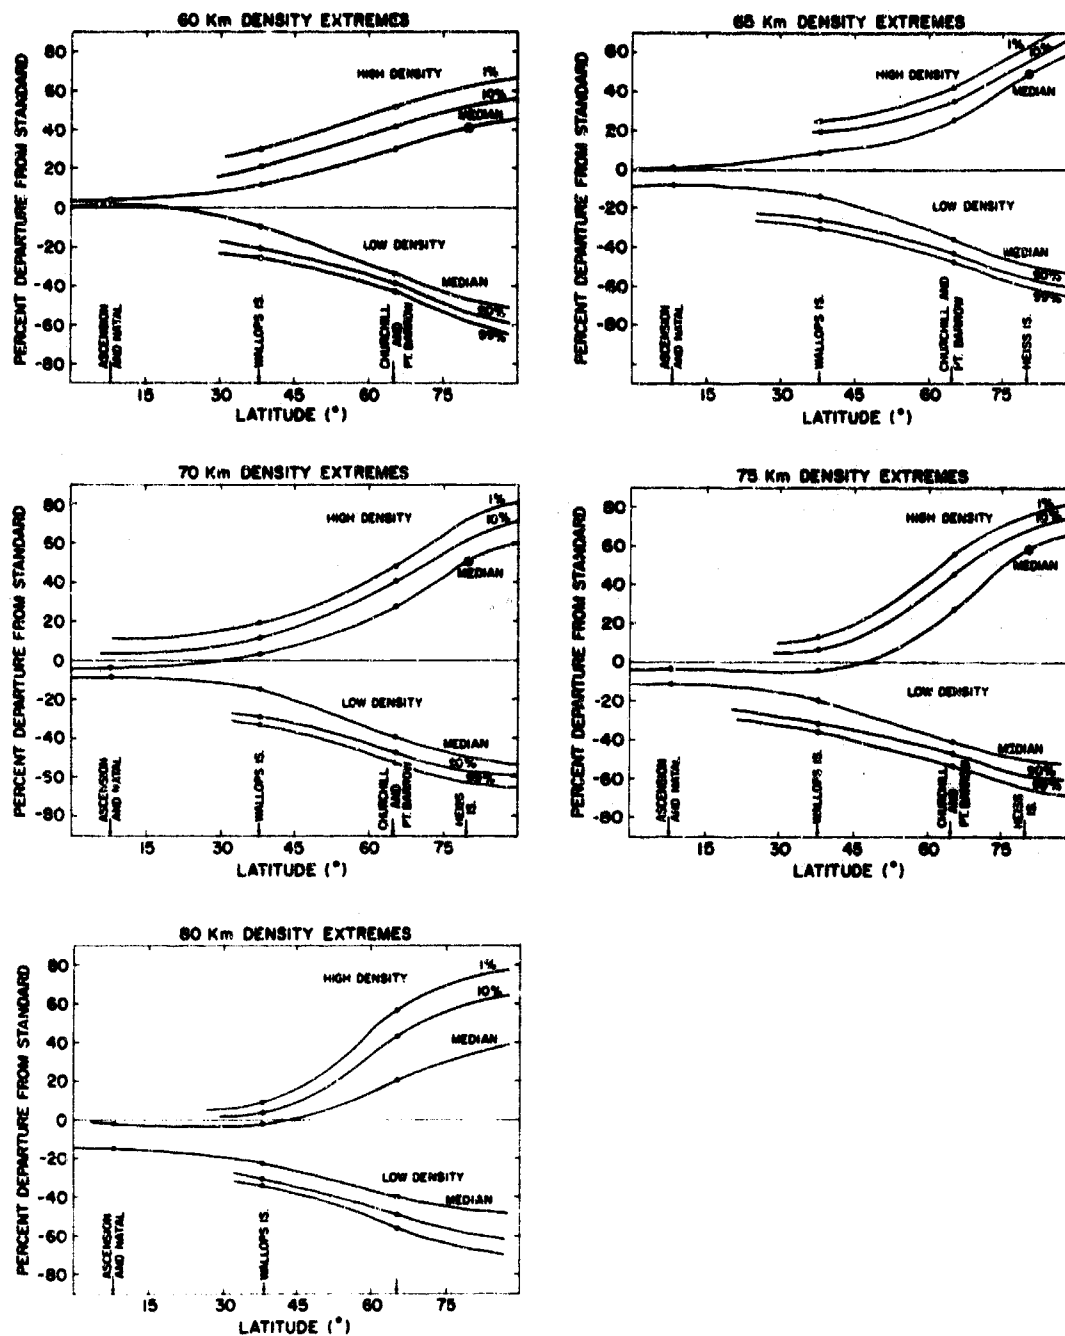 60 Km DENSITY EXTREMES
PERCENT DEPARTURE FROM STANDARD
80
60
40
20
0
-20
-40
-60
-80
HIGH DENSITY
1%
10%
MEDIAN
LOW DENSITY
MEDIAN
90%
99%
ASCENSION
AND NATAL
WALLOPS IS.
CHURCHILL
AND
PT. BARROW
15 30 45 60 75
LATITUDE (°)
65 Km DENSITY EXTREMES
PERCENT DEPARTURE FROM STANDARD
60
40
20
0
-20
-40
-60
-80
HIGH DENSITY
1%
10%
MEDIAN
LOW DENSITY
MEDIAN
90%
99%
ASCENSION
AND NATAL
WALLOPS IS.
CHURCHILL AND
PT. BARROW
HEISS IS.
15 30 45 60 75
LATITUDE (°)
70 Km DENSITY EXTREMES
PERCENT DEPARTURE FROM STANDARD
80
60
40
20
0
-20
-40
-50
-80
HIGH DENSITY
1%
10%
MEDIAN
LOW DENSITY
MEDIAN
90%
99%
ASCENSION
AND NATAL
WALLOPS IS.
CHURCHILL
AND
PT. BARROW
HEISS
IS.
15 30 45 60 75
LATITUDE (°)
75 Km DENSITY EXTREMES
PERCENT DEPARTURE FROM STANDARD
80
60
40
20
0
-20
-40
-60
-80
HIGH DENSITY
1%
10%
MEDIAN
LOW DENSITY
MEDIAN
90%
ASCENSION
AND NATAL
WALLOPS IS.
CHURCHILL
AND
PT. BARROW
HEISS
IS.
15 30 45 60 75
LATITUDE (°)
80 Km DENSITY EXTREMES
PERCENT DEPARTURE FROM STANDARD
80
60
40
20
0
-20
-40
-60
-80
HIGH DENSITY
1%
10%
MEDIAN
LOW DENSITY
MEDIAN
ASCENSION
AND NATAL
WALLOPS IS.
15 30 45 60 75
LATITUDE (°)